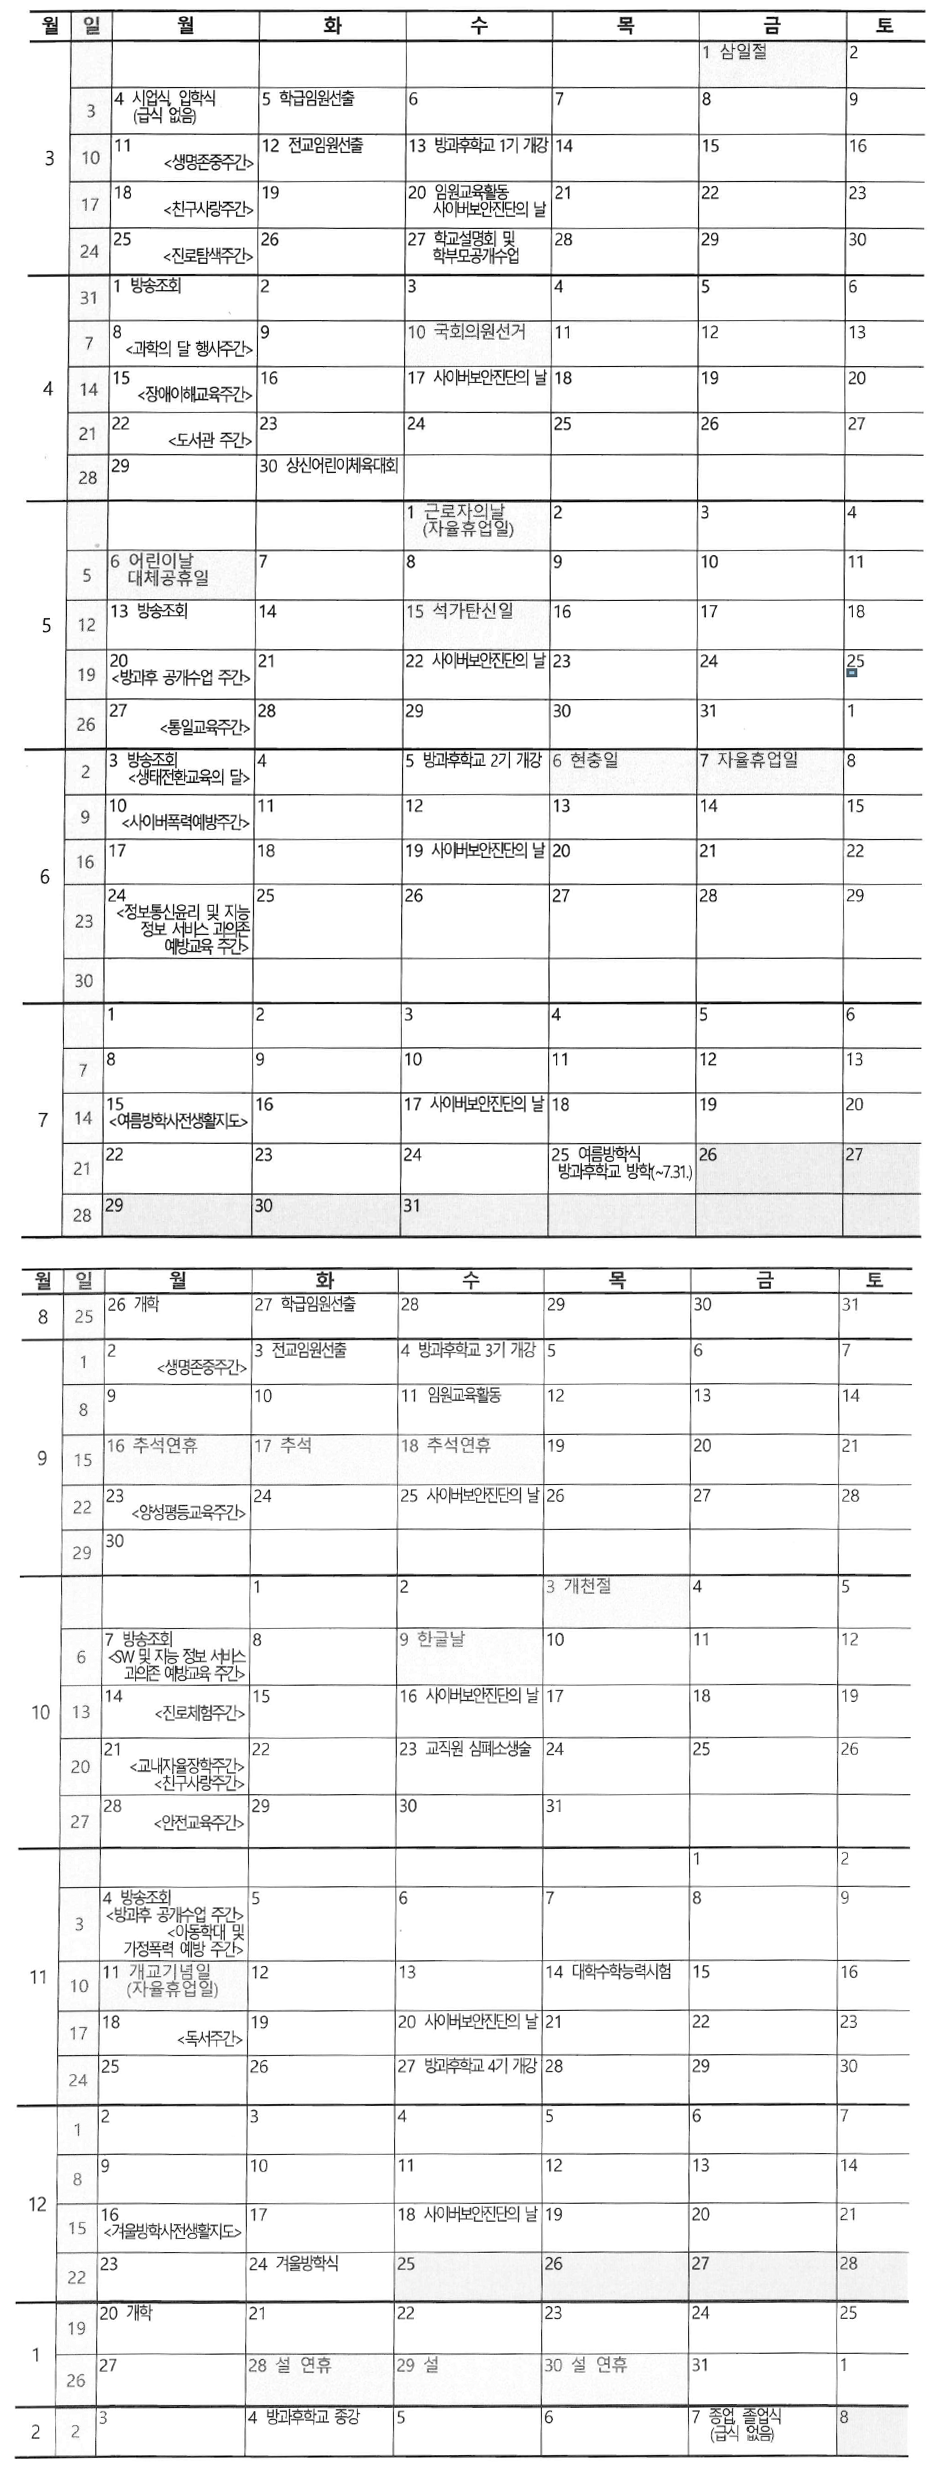 월 일 월 화 수 목 금 토
1 삼일절 2
3 4 시업식, 입학식 5 학급임원선출 6 7 8 9
(급식 없음)
3
10 11 12 전교임원선출 13 방과후학교 1기 개강 14 15 16
<생명존중주간>
17 18 19 20 임원교육활동 21 22 23
<친구사랑주간> 사이버보안진단의 날
24 25 26 27 학교설명회 및 28 29 30
<진로탐색주간> 학부모공개수업
31 1 방송조회 2 3 4 5 6
7 8 9 10 국회의원선거 11 12 13
<과학의 달 행사주간>
4
14 15 16 17 사이버보안진단의 날 18 19 20
<장애이해교육주간>
21 22 23 24 25 26 27
<도서관 주간>
28 29 30 상신어린이체육대회
1 근로자의날 2 3 4
(자율휴업일)
5 6 어린이날 7 8 9 10 11
대체공휴일
5
12 13 방송조회 14 15 석가탄신일 16 17 18
19 20 21 22 사이버보안진단의 날 23 24 25
<방과후 공개수업 주간>
26 27 28 29 30 31 1
<통일교육주간>
2 3 방송조회 4 5 방과후학교 2기 개강 6 현충일 7 자율휴업일 8
<생태전환교육의 달>
9 10 11 12 13 14 15
<사이버폭력예방주간>
16 17 18 19 사이버보안진단의 날 20 21 22
6
23 24 25 26 27 28 29
<정보통신윤리 및 지능
정보 서비스 과의존
예방교육 주간>
30
1 2 3 4 5 6
7 8 9 10 11 12 13
7
14 15 16 17 사이버보안진단의 날 18 19 20
<여름방학사전생활지도>
21 22 23 24 25 여름방학식 26 27
방과후학교 방학(~7.31.)
28 29 30 31
월 일 월 화 수 목 금 토
8 25 26 개학 27 학급임원선출 28 29 30 31
1 2 3 전교임원선출 4 방과후학교 3기 개강 5 6 7
<생명존중주간>
8 9 10 11 임원교육활동 12 13 14
9
15 16 추석연휴 17 추석 18 추석연휴 19 20 21
22 23 24 25 사이버보안진단의 날 26 27 28
<양성평등교육주간>
29 30
1 2 3 개천절 4 5
6 7 방송조회 8 9 한글날 10 11 12
<SW 및 지능 정보 서비스
과의존 예방교육 주간>
10
13 14 15 16 사이버보안진단의 날 17 18 19
<진로체험주간>
20 21 22 23 교직원 심폐소생술 24 25 26
<교내자율장학주간>
<친구사랑주간>
27 28 29 30 31
<안전교육주간>
1 2
3 4 방송조회 5 6 7 8 9
<방과후 공개수업 주간>
<아동학대 및
가정폭력 예방 주간>
11
10 11 개교기념일 12 13 14 대학수학능력시험 15 16
(자율휴업일)
17 18 19 20 사이버보안진단의 날 21 22 23
<독서주간>
24 25 26 27 방과후학교 4기 개강 28 29 30
1 2 3 4 5 6 7
8 9 10 11 12 13 14
12
15 16 17 18 사이버보안진단의 날 19 20 21
<겨울방학사전생활지도>
22 23 24 겨울방학식 25 26 27 28
19 20 개학 21 22 23 24 25
1
26 27 28 설 연휴 29 설 30 설 연휴 31 1
2 2 3 4 방과후학교 종강 5 6 7 종업, 졸업식 8
(급식 없음)